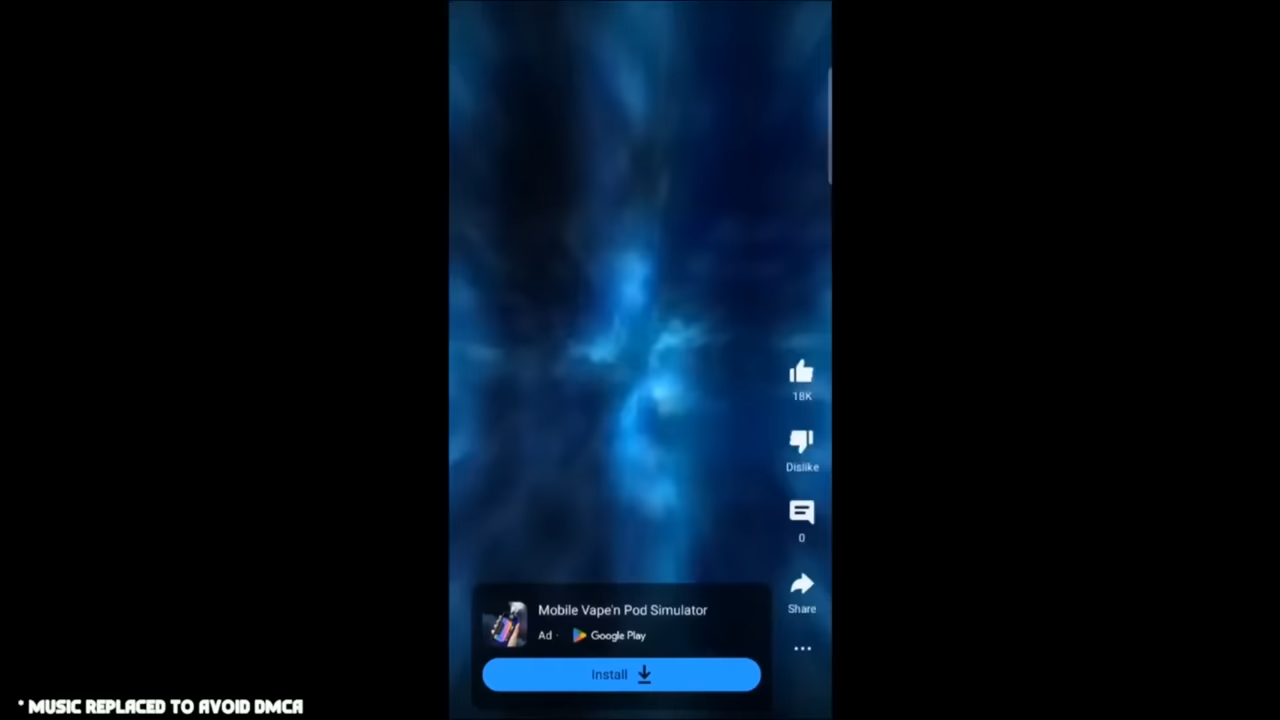 18K
Dislike
0
Share
Mobile Vape'n Pod Simulator
Ad · Google Play
Install
* MUSIC REPLACED TO AVOID DMCA